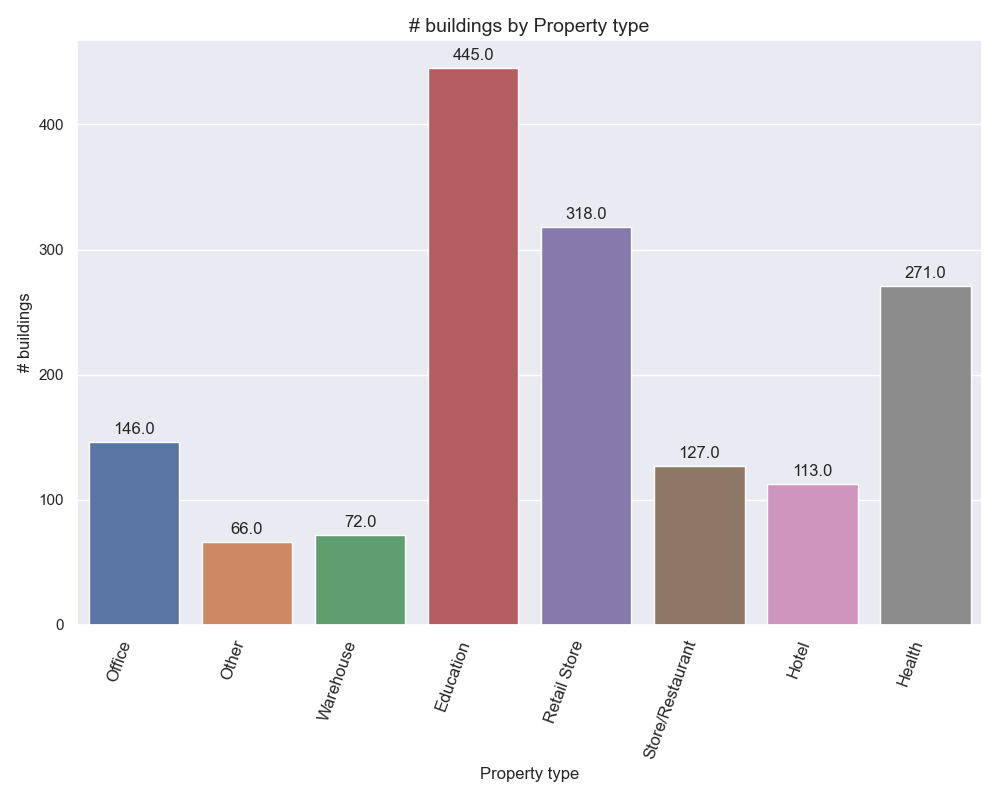 # buildings by Property type
445.0
318.0
271.0
146.0
127.0
113.0
72.0
66.0
400
300
200
100
0
# buildings
Office
Other
Warehouse
Education
Retail Store
Store/Restaurant
Hotel
Health
Property type